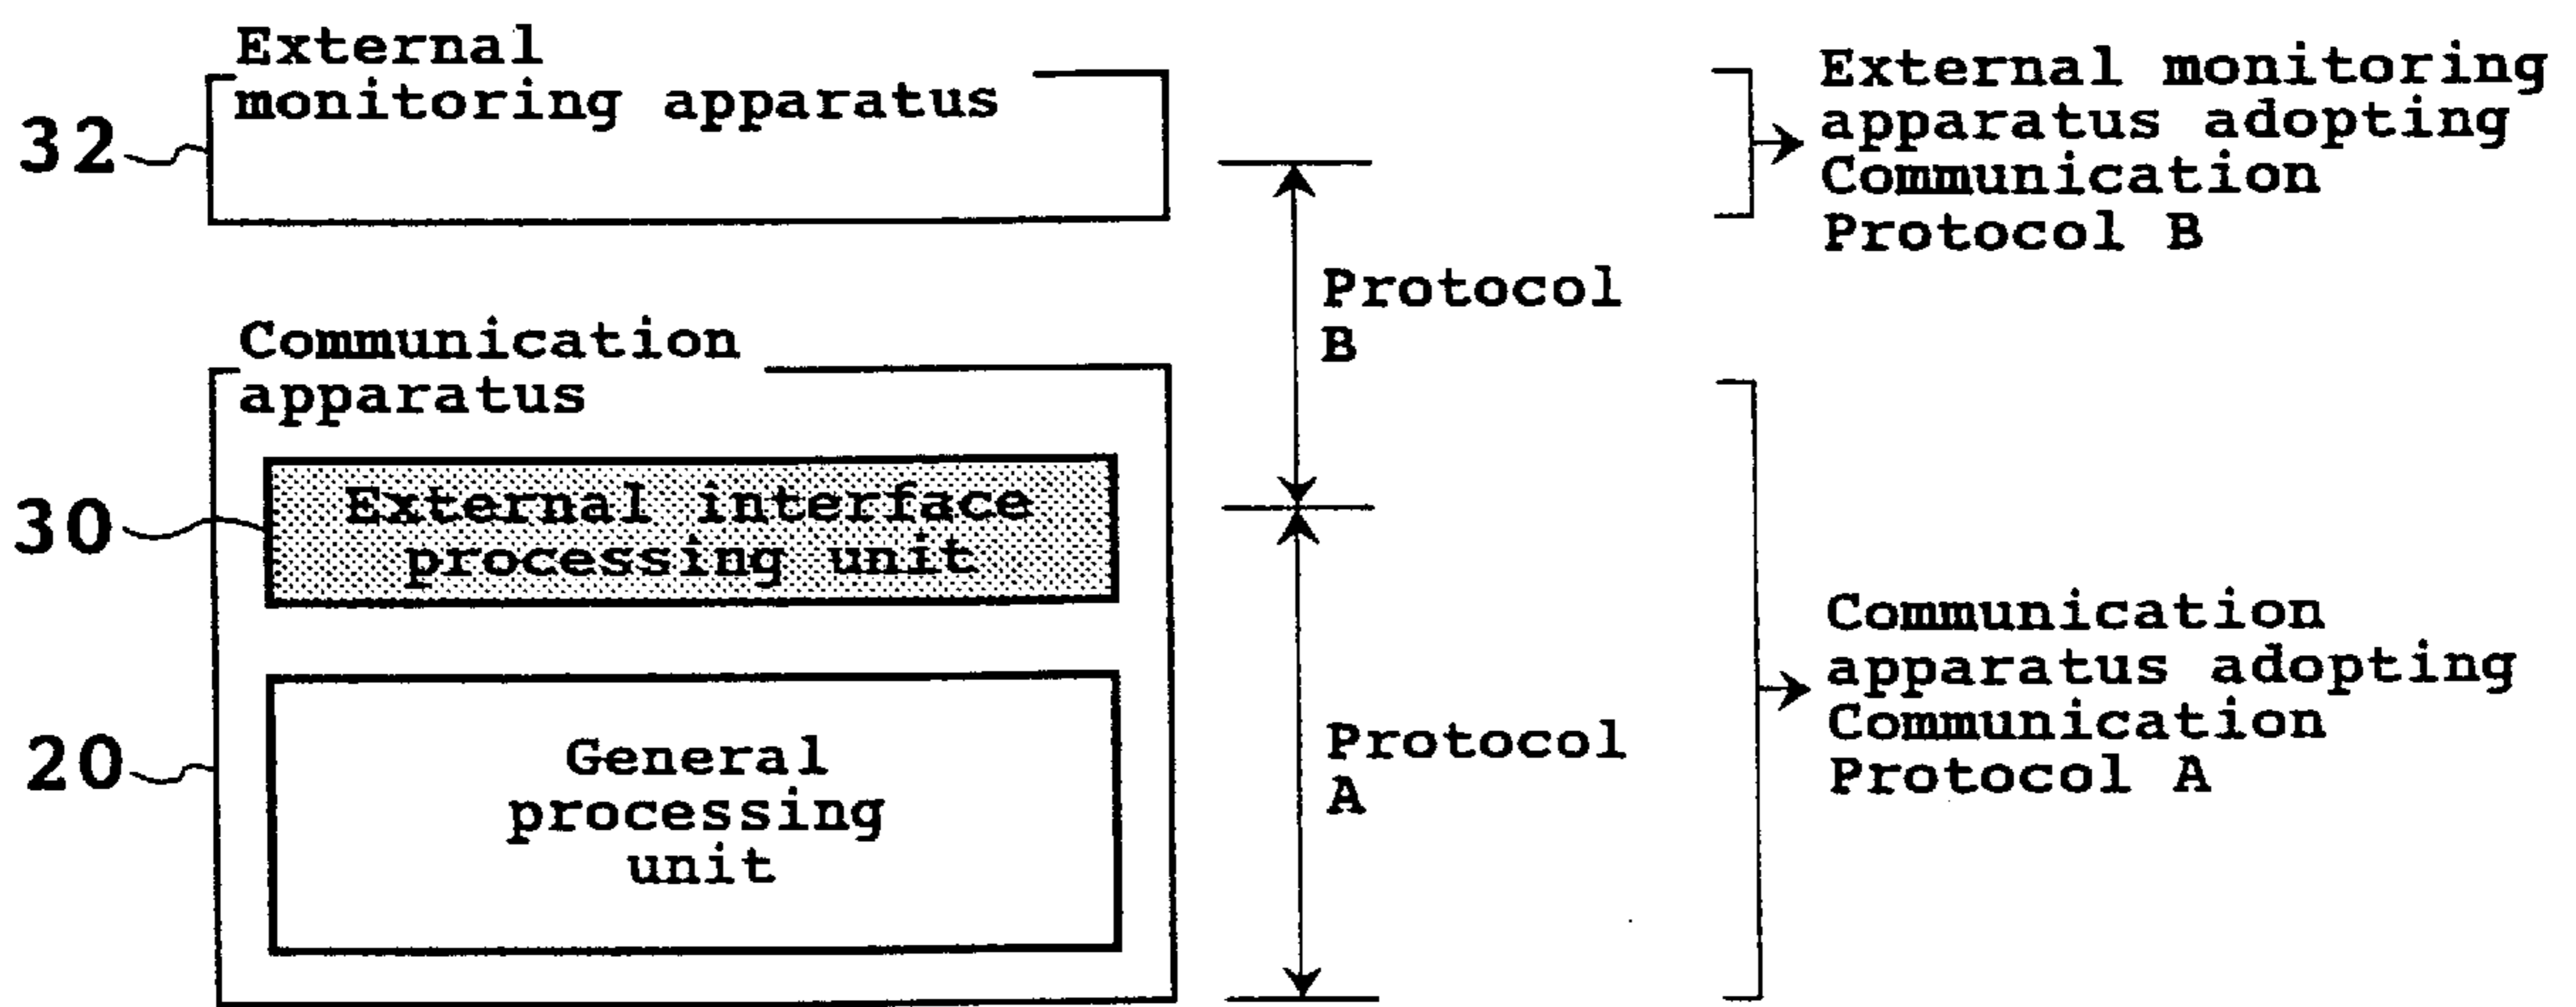 External
monitoring apparatus
32
Communication
apparatus
30
External interface
processing unit
20
General
processing
unit
Protocol
B
Protocol
A
External monitoring
apparatus adopting
Communication
Protocol B
Communication
apparatus adopting
Communication
Protocol A